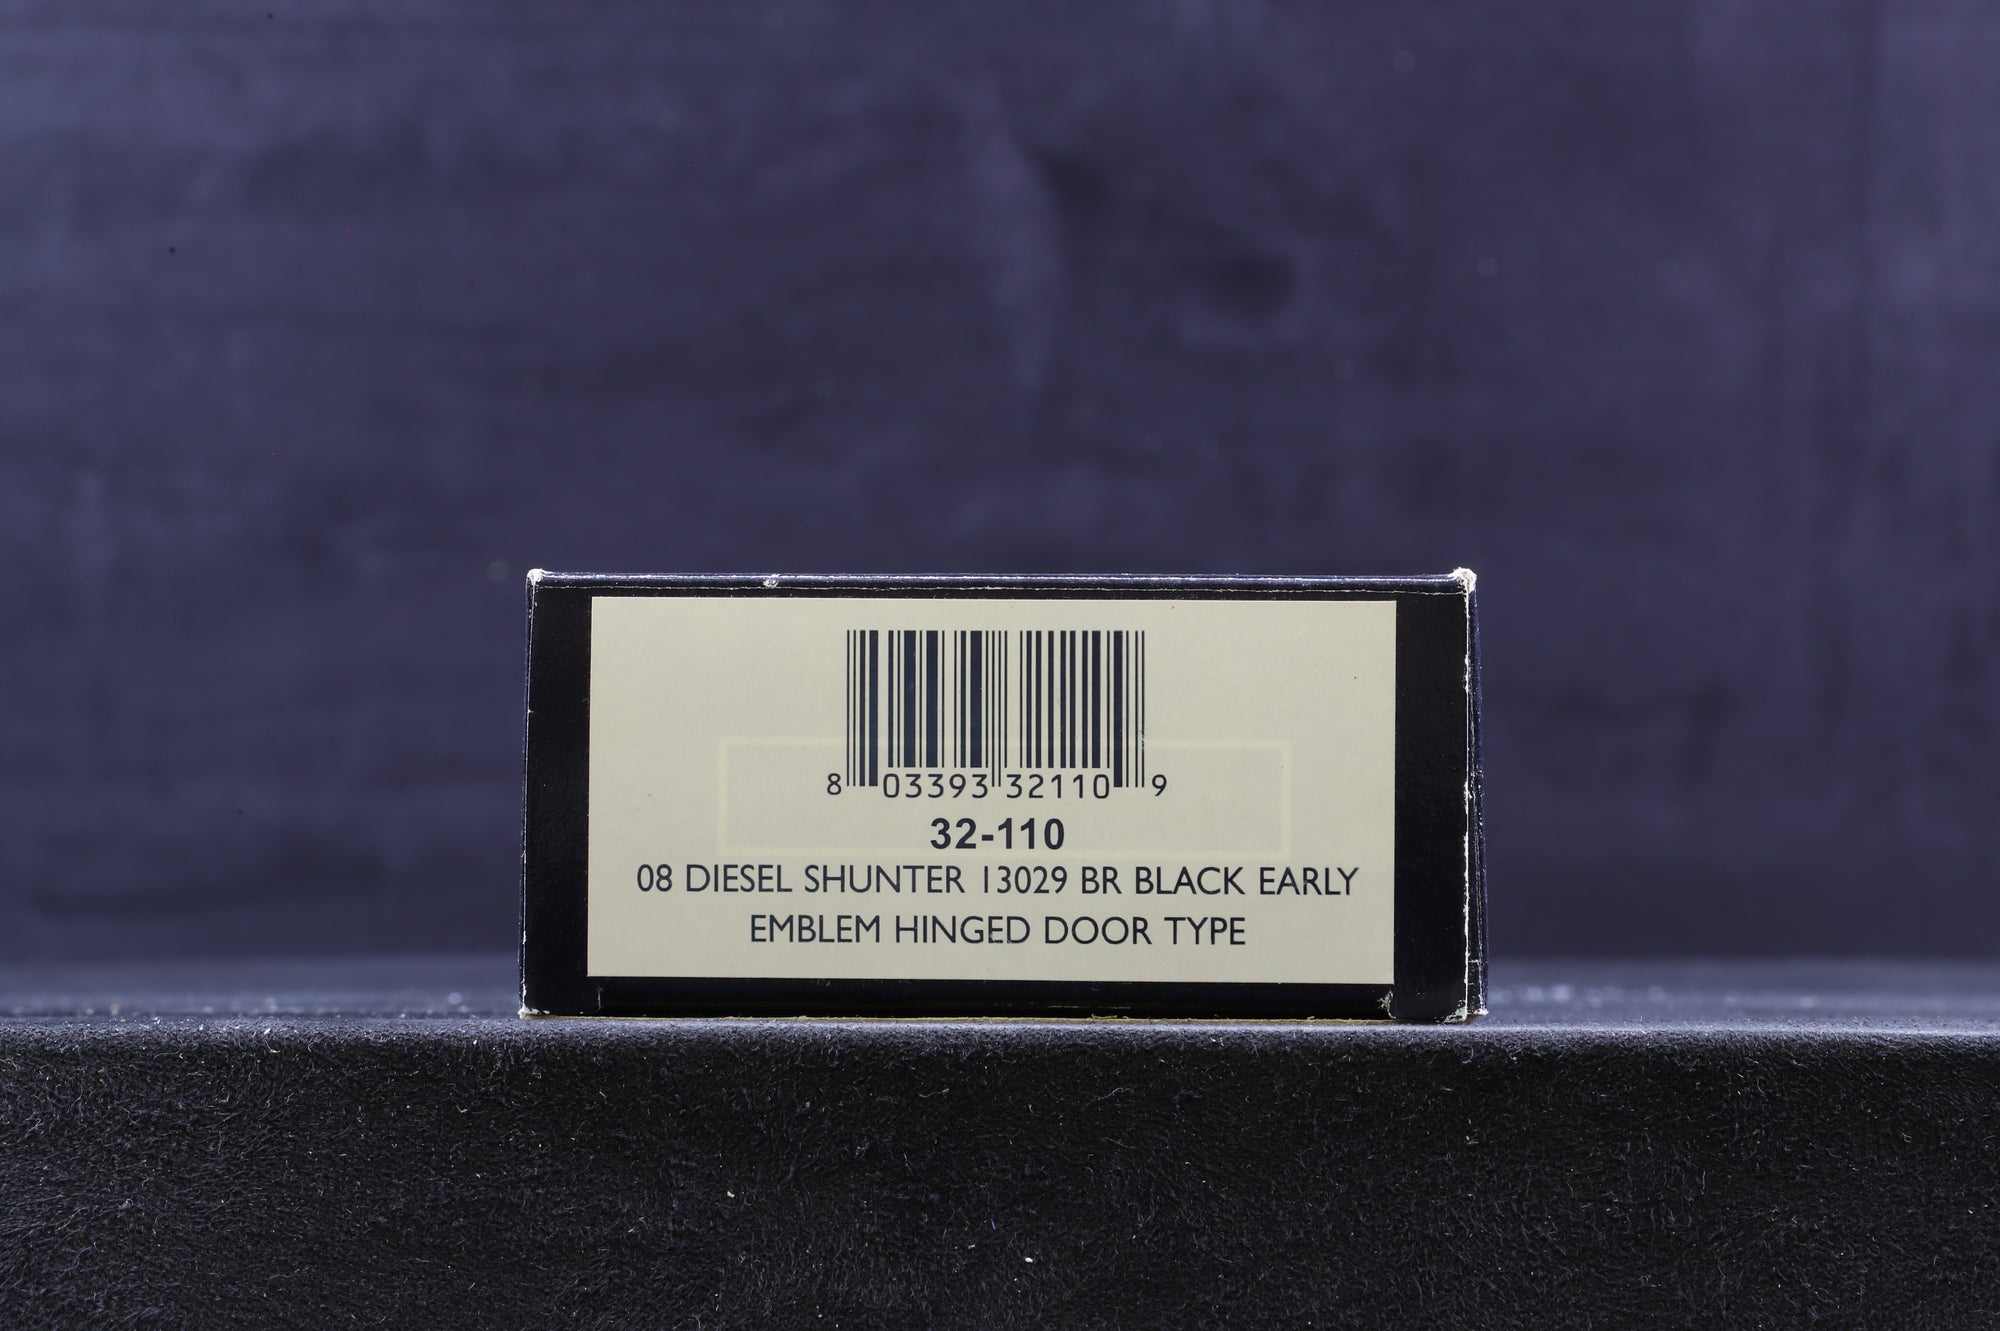 8 03393 32110 9
32-110
08 DIESEL SHUNTER 13029 BR BLACK EARLY
EMBLEM HINGED DOOR TYPE